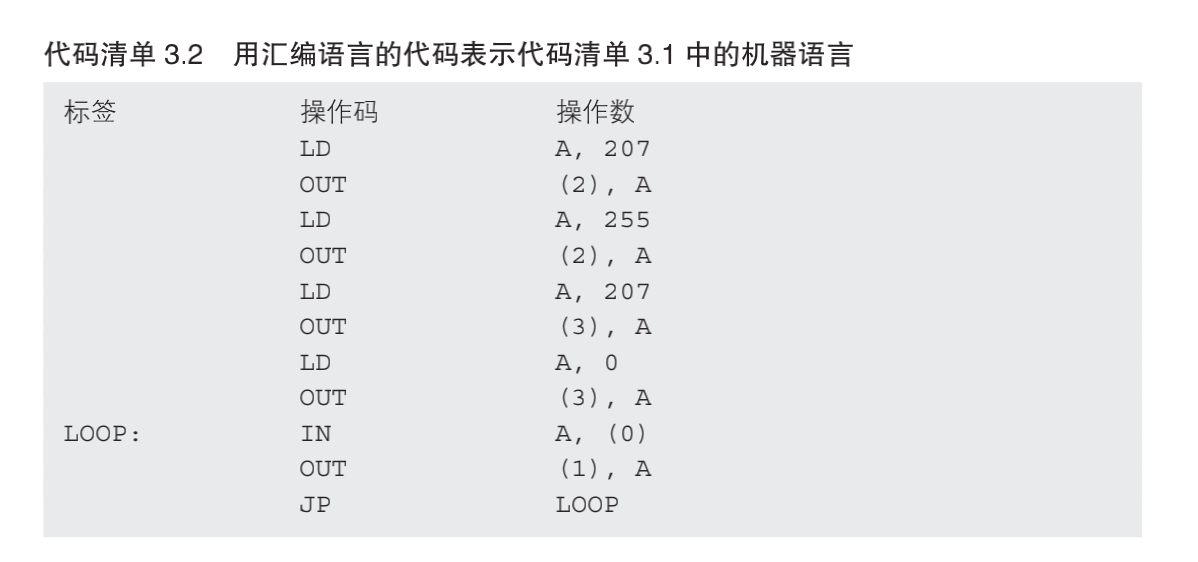 代码清单 3.2 用汇编语言的代码表示代码清单 3.1 中的机器语言
标签 操作码 操作数
LD A, 207
OUT (2), A
LD A, 255
OUT (2), A
LD A, 207
OUT (3), A
LD A, 0
OUT (3), A
LOOP: IN A, (0)
OUT (1), A
JP LOOP